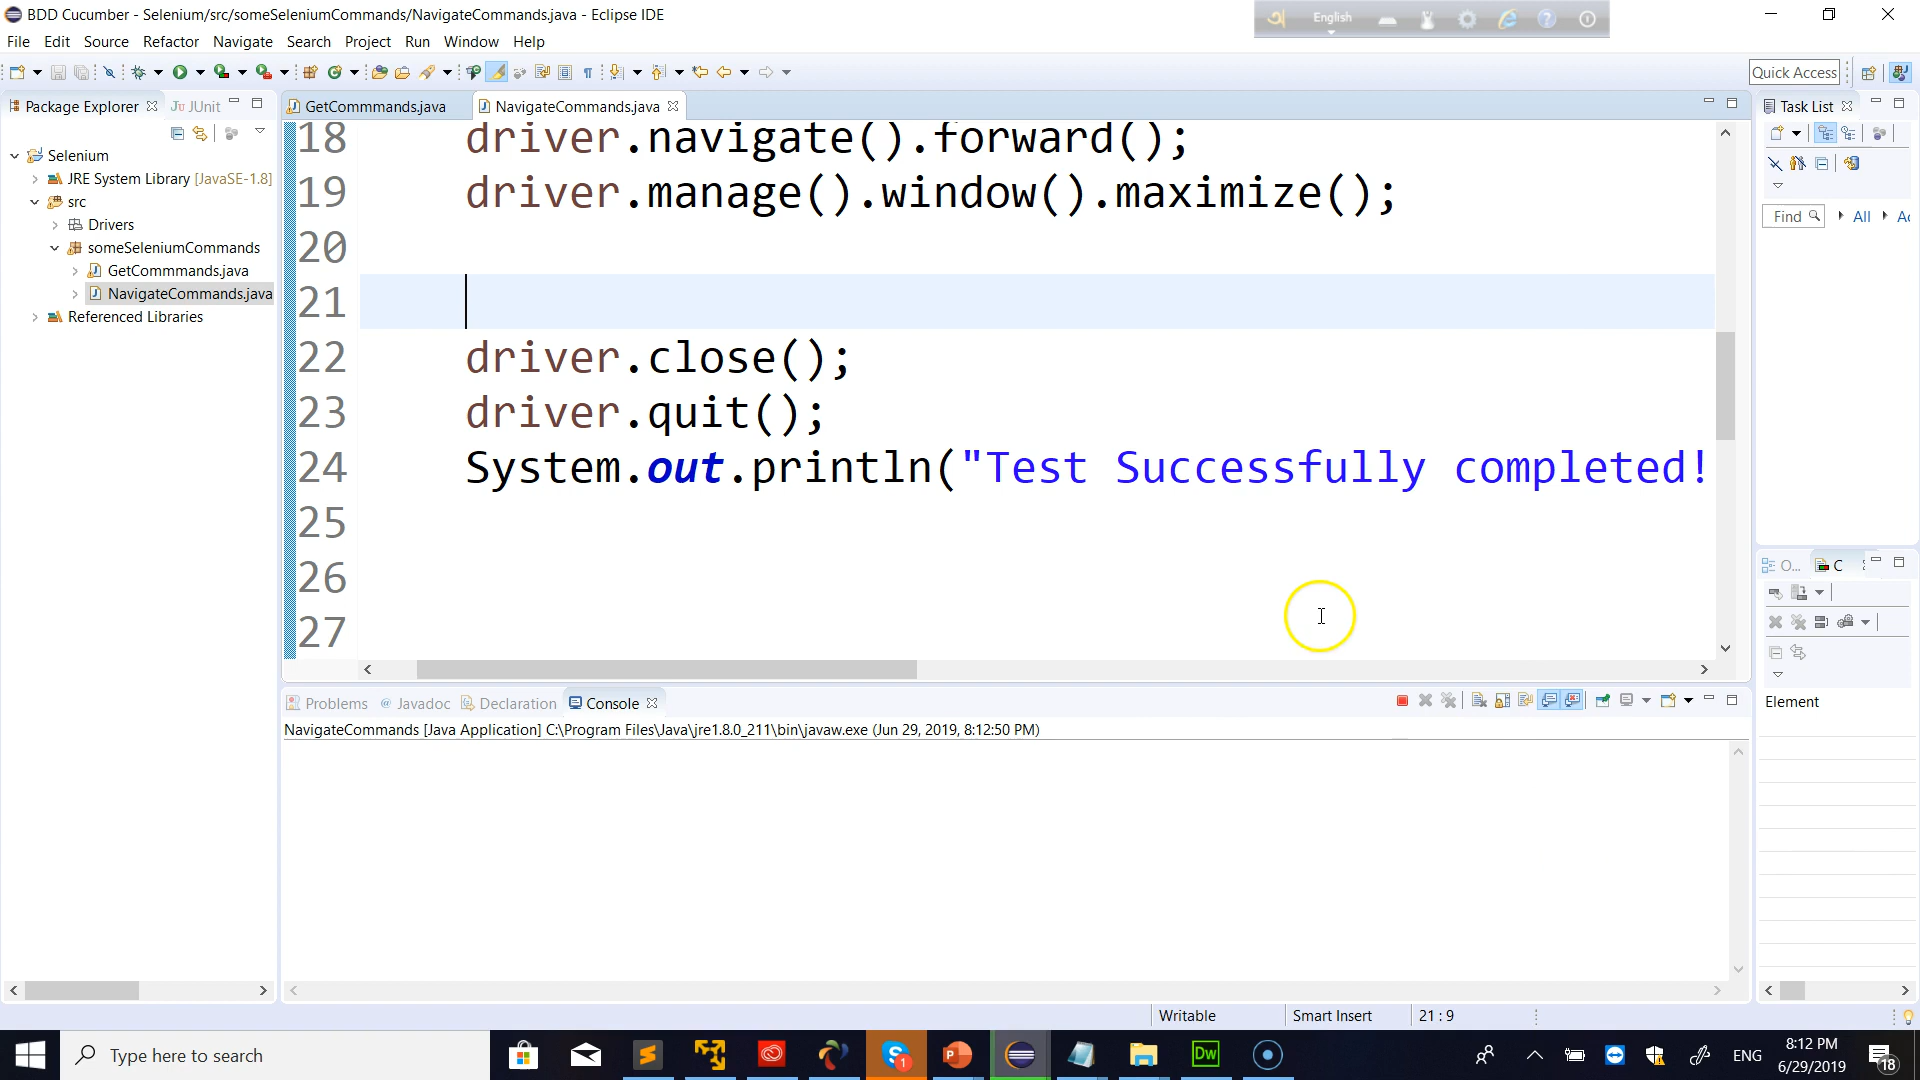 BDD Cucumber - Selenium/src/someSeleniumCommands/NavigateCommands.java - Eclipse IDE
English
File Edit Source Refactor Navigate Search Project Run Window Help
Quick Access
Package Explorer JUnit
GetCommmands.java NavigateCommands.java
Task List
Selenium
JRE System Library [JavaSE-1.8]
src
Drivers
someSeleniumCommands
GetCommmands.java
NavigateCommands.java
Referenced Libraries
18 driver.navigate().forward();
19 driver.manage().window().maximize();
20
21
22 driver.close();
23 driver.quit();
24 System.out.println("Test Successfully completed!
25
26
27
Find All Ac
O... C
Element
Problems Javadoc Declaration Console
NavigateCommands [Java Application] C:\Program Files\Java\jre1.8.0_211\bin\javaw.exe (Jun 29, 2019, 8:12:50 PM)
Writable Smart Insert 21 : 9
Type here to search
1
Dw
ENG
8:12 PM
6/29/2019
18